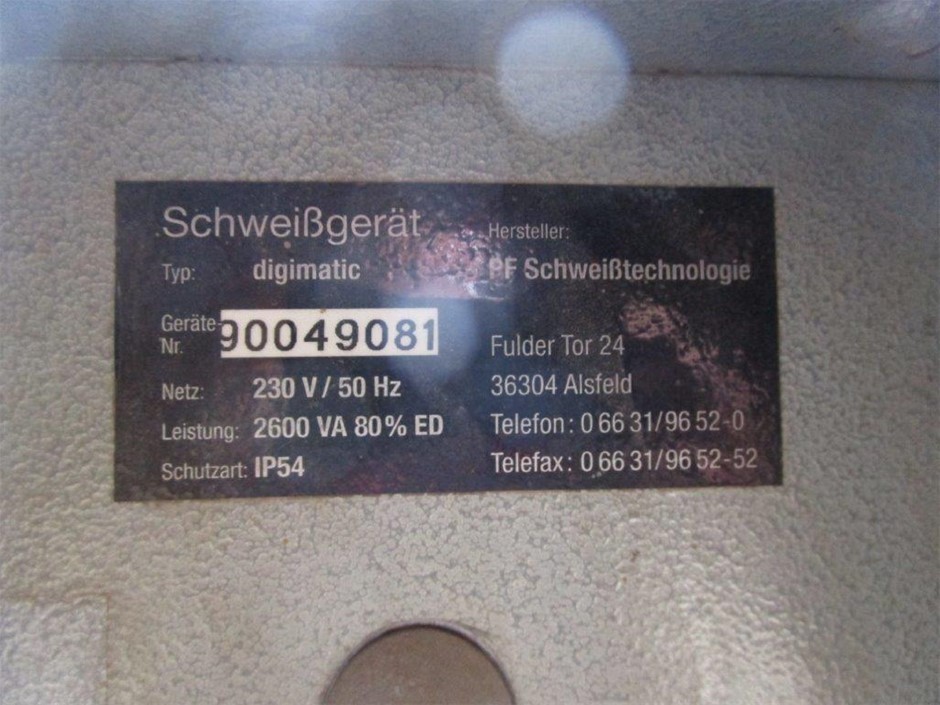 Schweißgerät
Typ: digimatic
Geräte-
Nr. 90049081
Netz: 230 V / 50 Hz
Leistung: 2600 VA 80% ED
Schutzart: IP54
Hersteller:
PF Schweißtechnologie
Fulder Tor 24
36304 Alsfeld
Telefon: 0 66 31/96 52-0
Telefax: 0 66 31/96 52-52